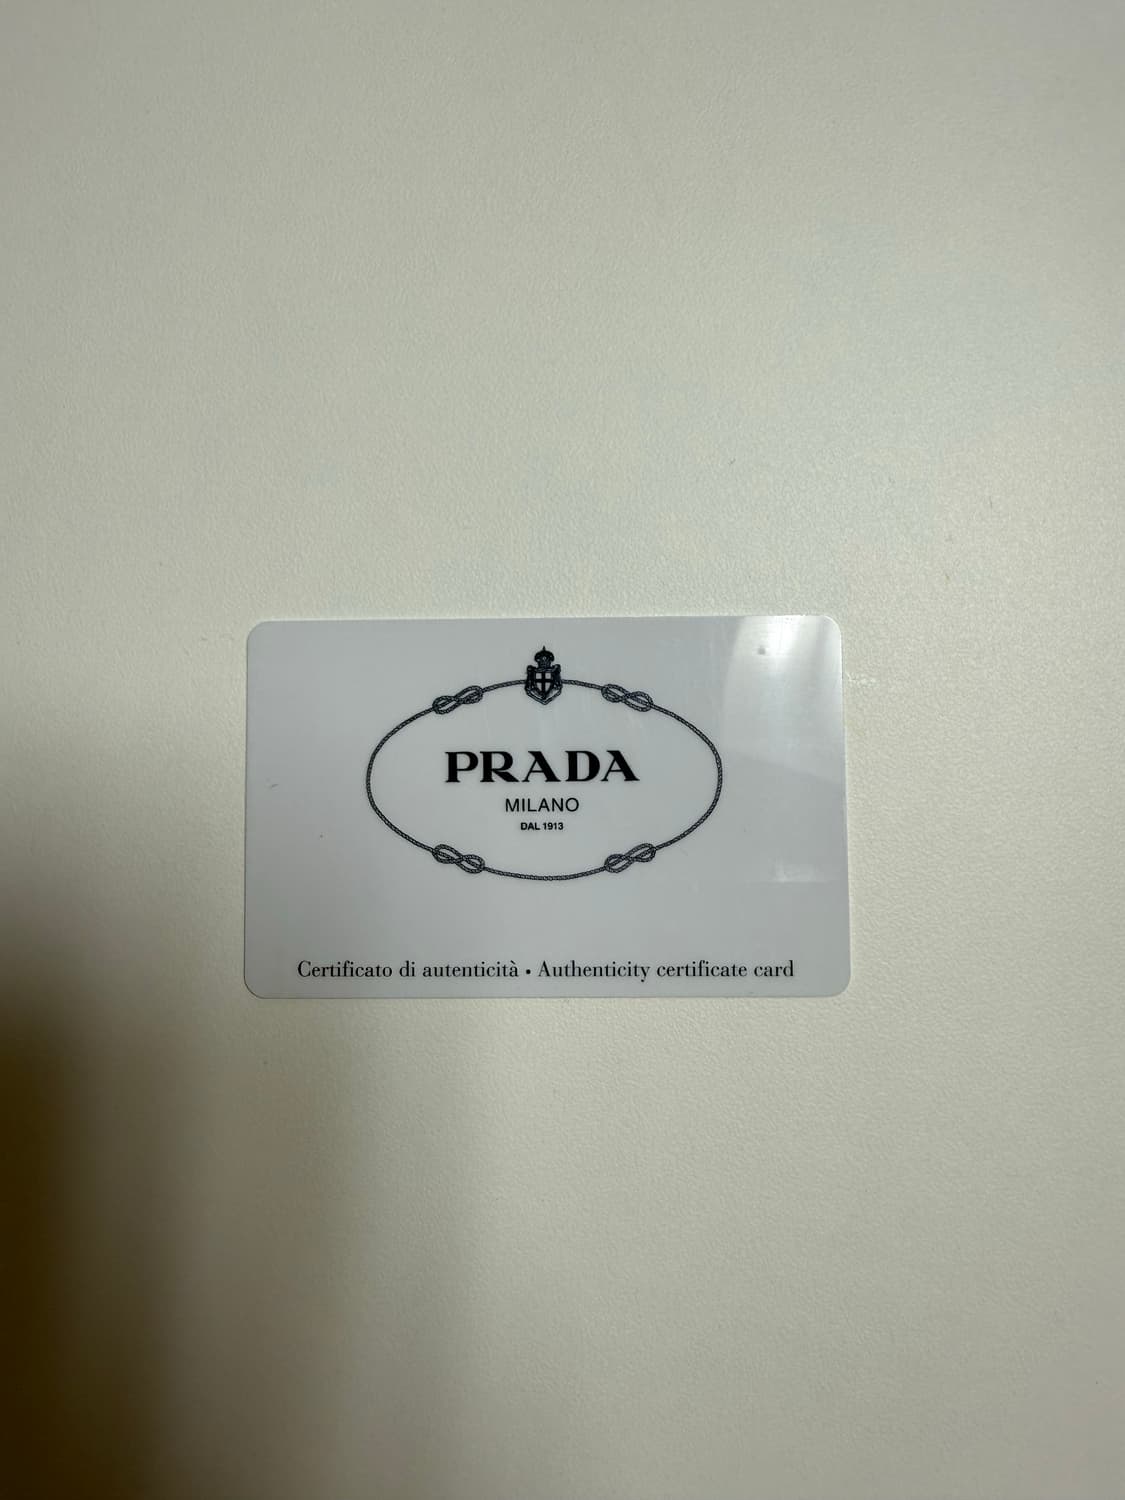 PRADA
MILANO
DAL 1913
Certificato di autenticità • Authenticity certificate card